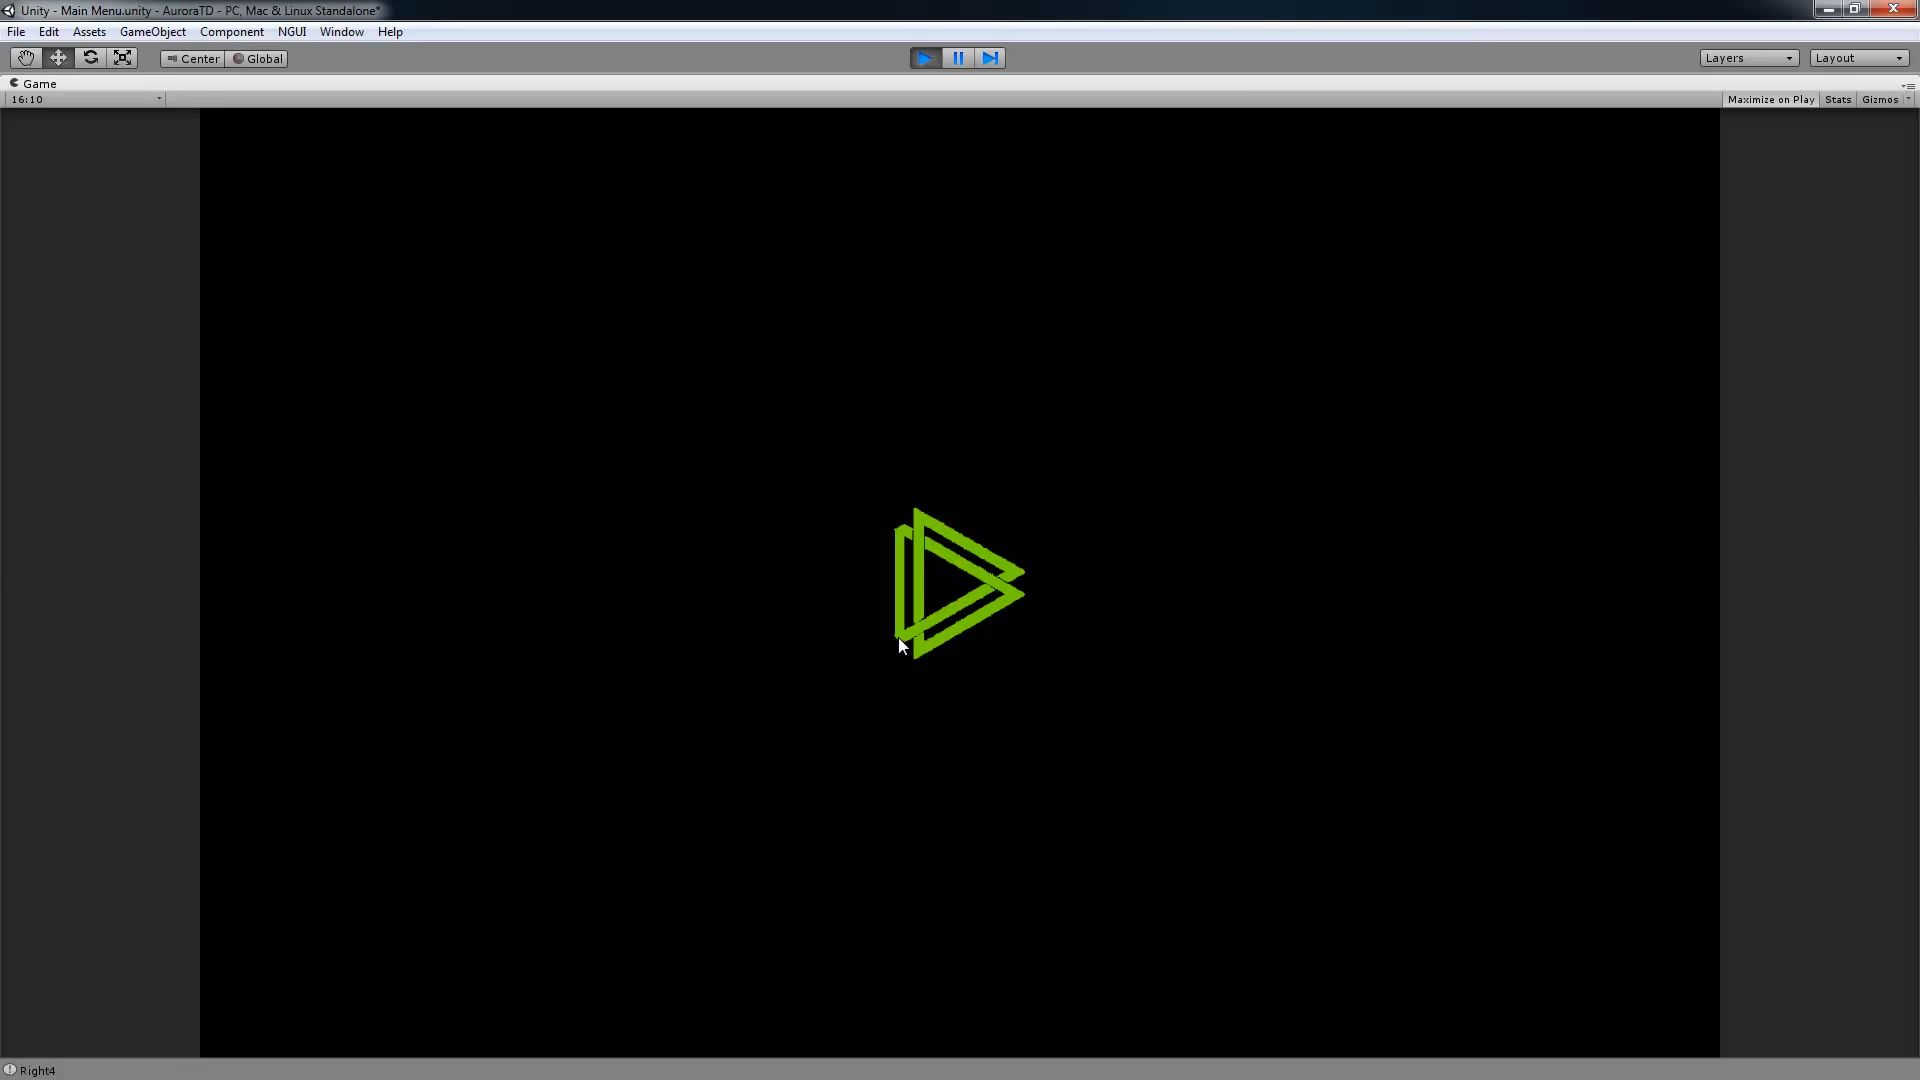 Unity - Main Menu.unity - AuroraTD - PC, Mac & Linux Standalone*
File Edit Assets GameObject Component NGUI Window Help
Center Global Layers Layout
Game
16:10 Maximize on Play Stats Gizmos
Right4